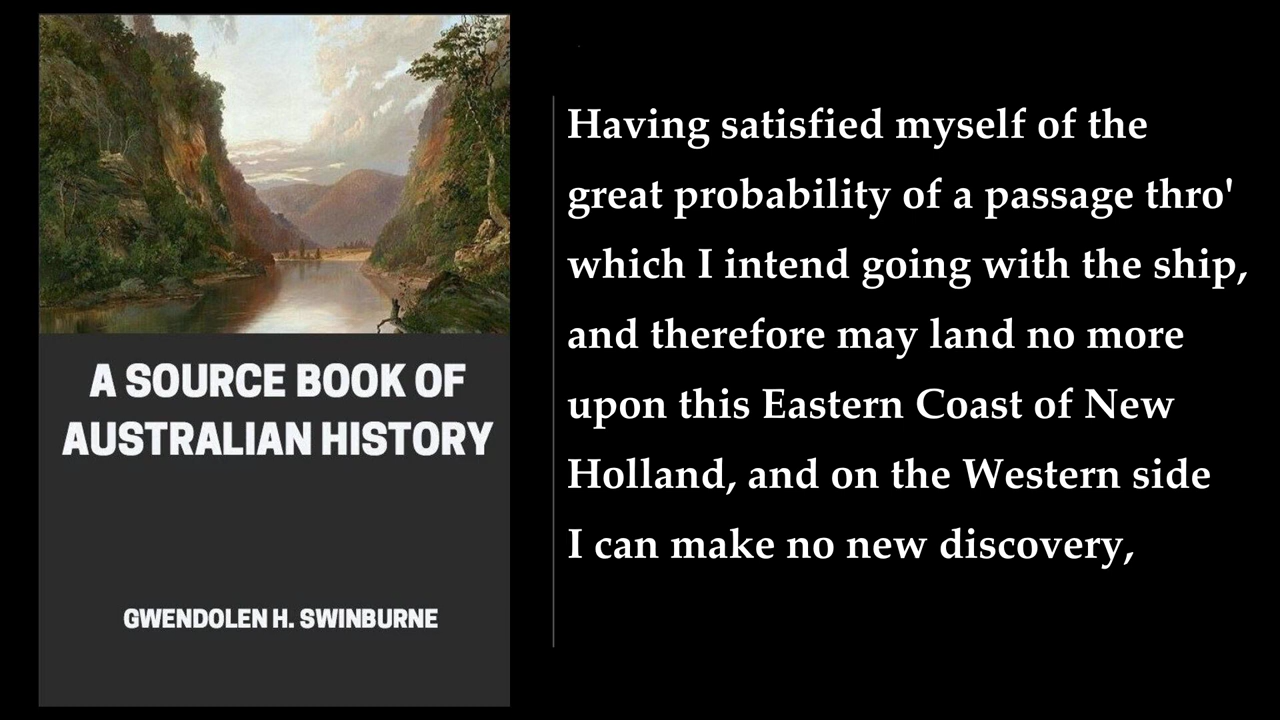 A SOURCE BOOK OF
AUSTRALIAN HISTORY
GWENDOLEN H. SWINBURNE
Having satisfied myself of the
great probability of a passage thro'
which I intend going with the ship,
and therefore may land no more
upon this Eastern Coast of New
Holland, and on the Western side
I can make no new discovery,